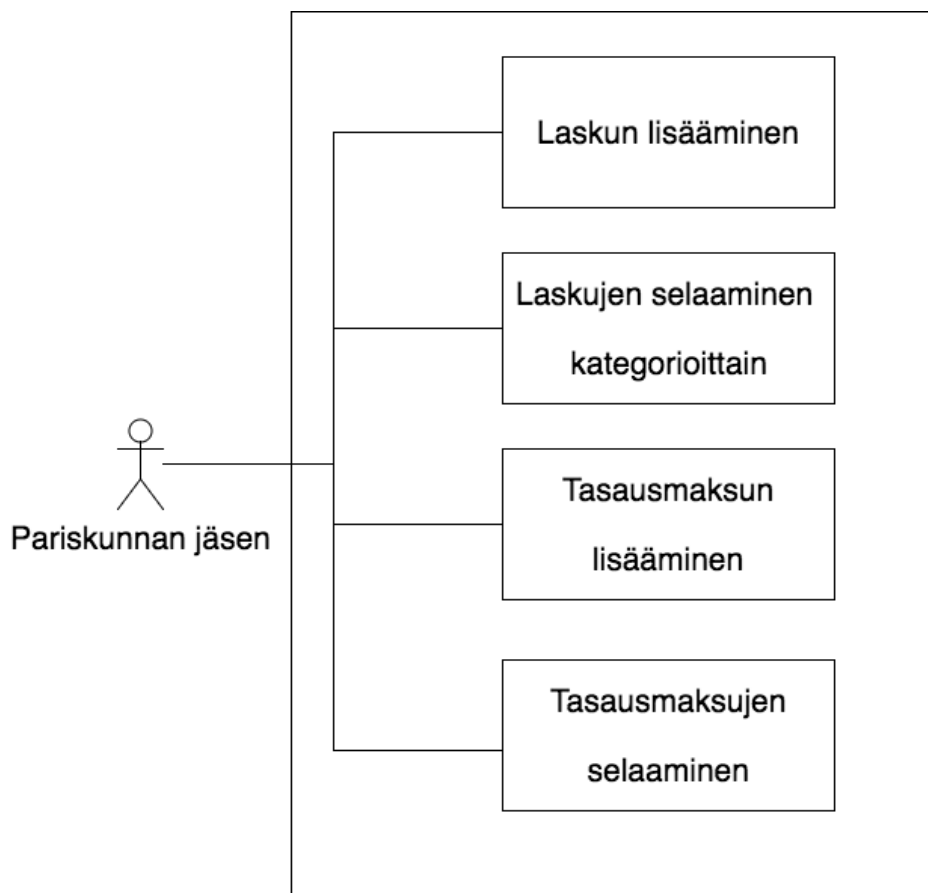 Laskun lisääminen
Laskujen selaaminen
kategorioittain
Tasausmaksun
lisääminen
Pariskunnan jäsen
Tasausmaksujen
selaaminen